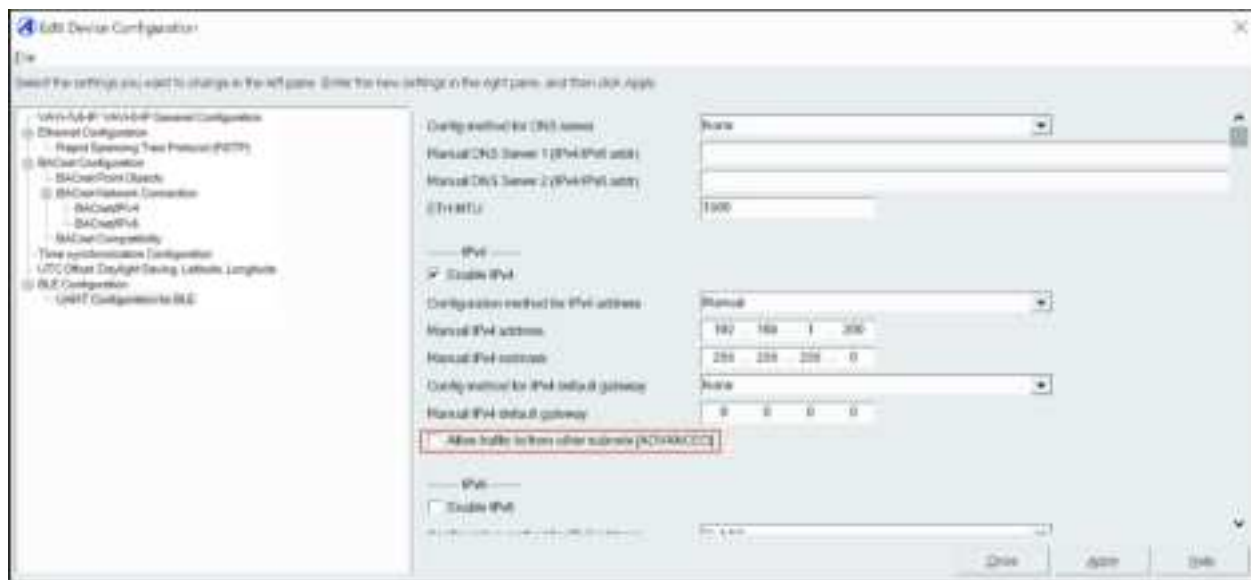 Edit Device Configuration
File
Select the settings you want to change in the left pane. Enter the new settings in the right pane, and then click Apply.
General Configuration
Ethernet Configuration
Rapid Spanning Tree Protocol (RSTP)
BACnet Configuration
BACnet Point Objects
BACnet Network Connection
BACnet/IPv4
BACnet/IPv6
BACnet Compatibility
Time synchronization Configuration
UTC Offset, Daylight Saving, Latitude, Longitude
BLE Configuration
UART Configuration for BLE
Config method for DNS server
None
Manual DNS Server 1 (IPv4/IPv6 addr)
Manual DNS Server 2 (IPv4/IPv6 addr)
ETH MTU
1500
------ IPv4 ------
Enable IPv4
Configuration method for IPv4 address
Manual
Manual IPv4 address
192 . 168 . 1 . 200
Manual IPv4 netmask
255 . 255 . 255 . 0
Config method for IPv4 default gateway
None
Manual IPv4 default gateway
0 . 0 . 0 . 0
Allow traffic to/from other subnets [ADVANCED]
------ IPv6 ------
Enable IPv6
Close
Apply
Help